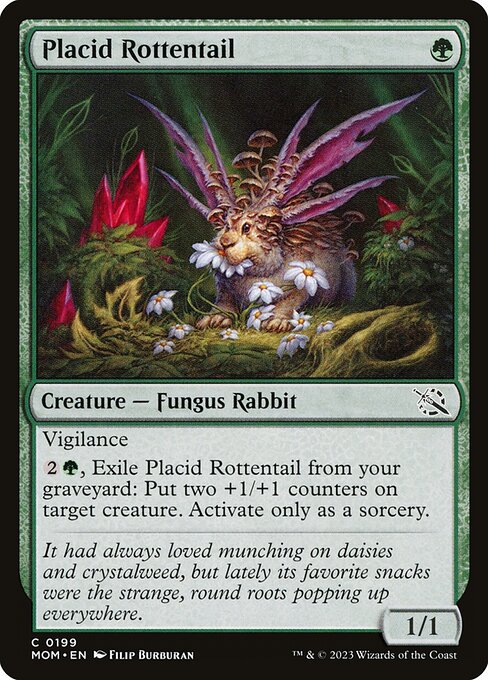 Placid Rottentail
Creature — Fungus Rabbit
Vigilance
2, Exile Placid Rottentail from your
graveyard: Put two +1/+1 counters on
target creature. Activate only as a sorcery.
It had always loved munching on daisies
and crystalweed, but lately its favorite snacks
were the strange, round roots popping up
everywhere.
1/1
C 0199
MOM • EN Filip Burburan
™ & © 2023 Wizards of the Coast